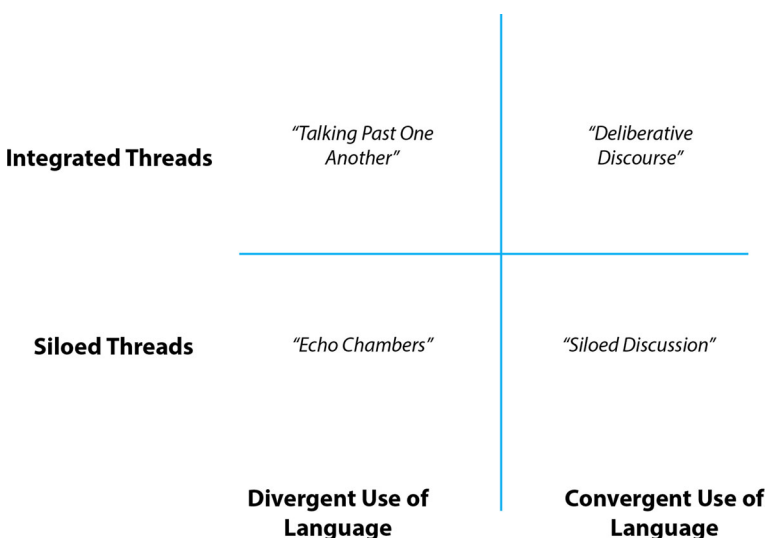 “Talking Past One
Another”
“Deliberative
Discourse”
Integrated Threads
Siloed Threads
“Echo Chambers”
“Siloed Discussion”
Divergent Use of
Language
Convergent Use of
Language